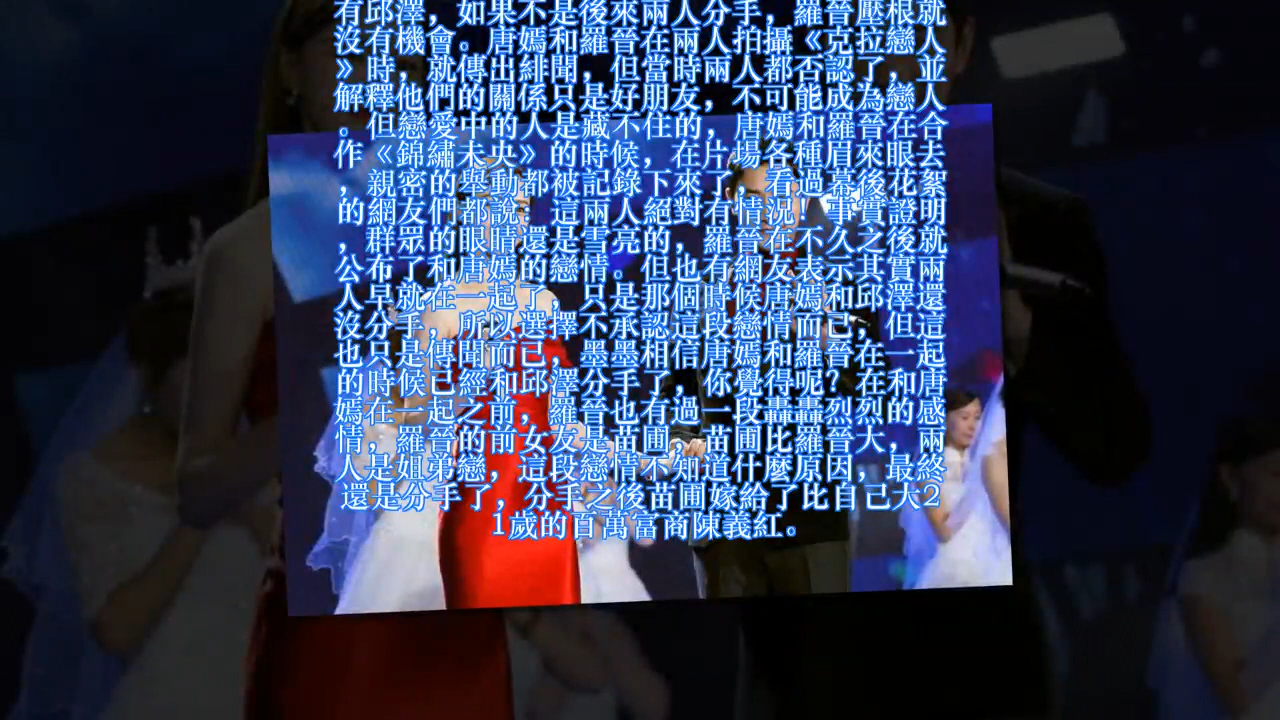 有邱澤，如果不是後來兩人分手，羅晉壓根就
沒有機會。唐嫣和羅晉在兩人拍攝《克拉戀人
》時，就傳出緋聞，但當時兩人都否認了，並
解釋他們的關係只是好朋友，不可能成為戀人
。但戀愛中的人是藏不住的，唐嫣和羅晉在合
作《錦繡未央》的時候，在片場各種眉來眼去
，親密的舉動都被記錄下來了，看過幕後花絮
的網友們都說：這兩人絕對有情況！事實證明
，群眾的眼睛還是雪亮的，羅晉在不久之後就
公布了和唐嫣的戀情。但也有網友表示其實兩
人早就在一起了，只是那個時候唐嫣和邱澤還
沒分手，所以選擇不承認這段戀情而已，但這
也只是傳聞而已，墨墨相信唐嫣和羅晉在一起
的時候已經和邱澤分手了，你覺得呢？在和唐
嫣在一起之前，羅晉也有過一段轟轟烈烈的感
情，羅晉的前女友是苗圃，苗圃比羅晉大，兩
人是姐弟戀，這段戀情不知道什麼原因，最終
還是分手了，分手之後苗圃嫁給了比自己大2
1歲的百萬富商陳義紅。